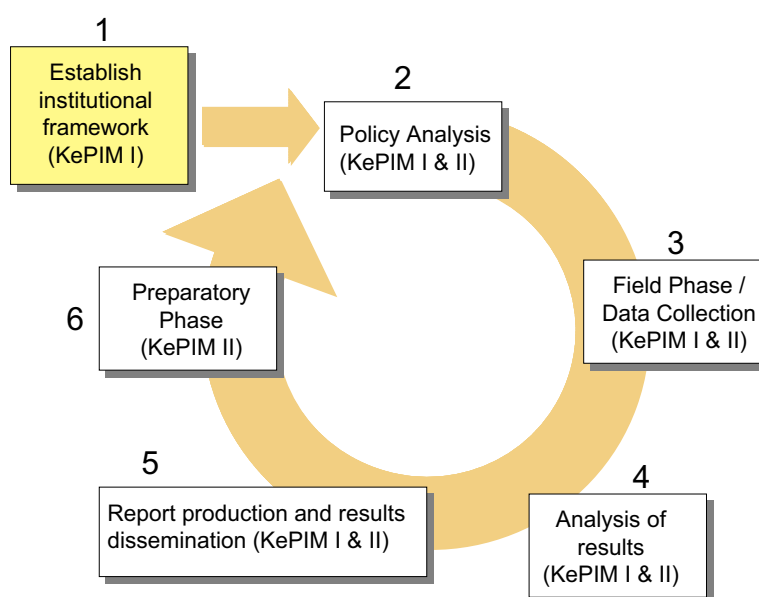 1
Establish
institutional
framework
(KePIM I)
2
Policy Analysis
(KePIM I & II)
3
Field Phase /
Data Collection
(KePIM I & II)
4
Analysis of
results
(KePIM I & II)
5
Report production and results
dissemination (KePIM I & II)
6
Preparatory
Phase
(KePIM II)